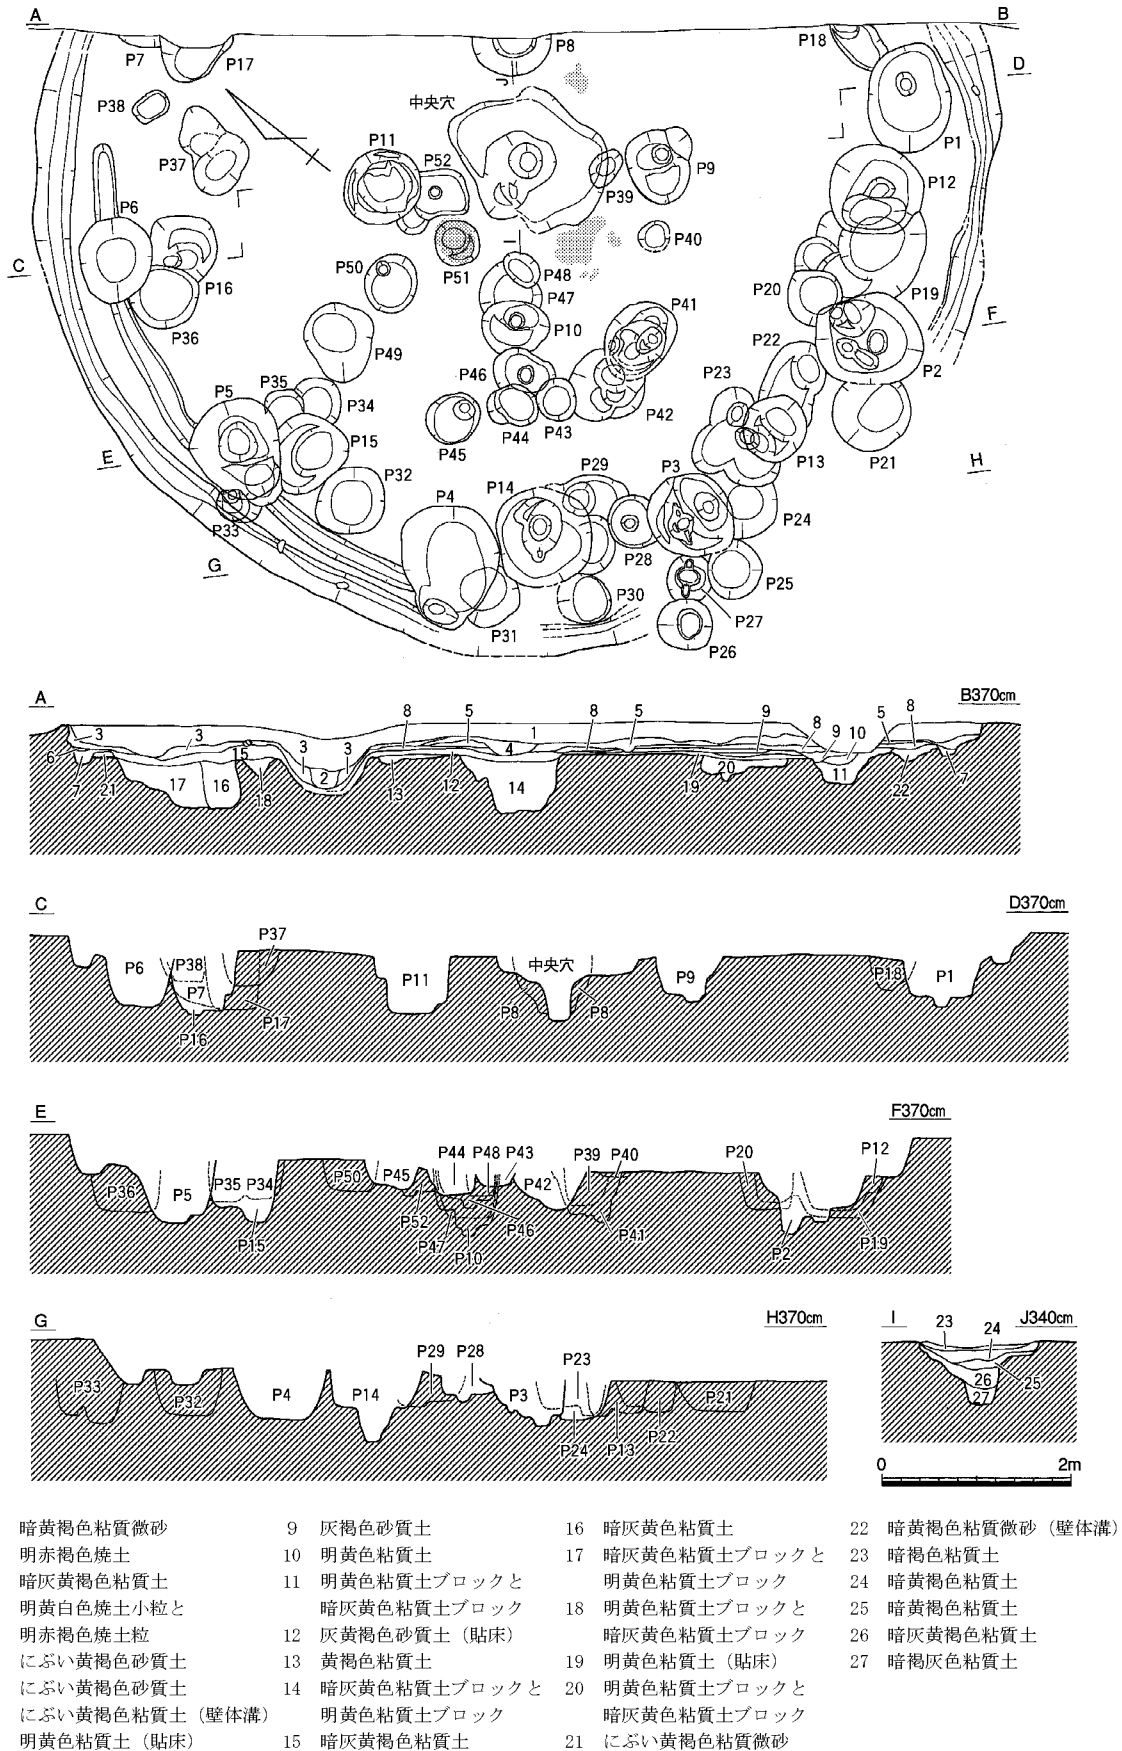 A
B
P7
P17
P8
P18
D
P38
中央穴
P1
P37
P11
P52
P9
P39
P12
P6
P40
C
P16
P50
P51
P48
P47
P20
P19
P36
P41
P10
F
P49
P22
P2
P46
P23
P5
P35
P34
P42
P44
P43
P45
P15
P13
P21
E
H
P32
P29
P3
P4
P14
P24
P33
P28
G
P25
P30
P27
P31
P26
A
B370cm
8
5
8
5
9
8
5
8
3
3
1
9
10
3
3
4
6
15
2
17
16
14
20
11
7
21
18
13
12
19
22
7
C
D370cm
P37
P6
P38
P7
P11
中央穴
P9
P18
P1
P8
P8
P17
P16
E
F370cm
P44
P48
P43
P39
P40
P20
P12
P36
P5
P35
P34
P50
P45
P42
P52
P46
P15
P47
P10
P41
P2
P19
G
H370cm
I
J340cm
23
24
P29
P28
P23
P33
P32
P4
P14
P3
P21
26
25
27
P24
P13
P22
0
2m
暗黄褐色粘質微砂
明赤褐色焼土
暗灰黄褐色粘質土
明黄白色焼土小粒と
明赤褐色焼土粒
にぶい黄褐色砂質土
にぶい黄褐色砂質土
にぶい黄褐色粘質土（壁体溝）
明黄色粘質土（貼床）
9 灰褐色砂質土
10 明黄色粘質土
11 明黄色粘質土ブロックと
暗灰黄色粘質土ブロック
12 灰黄褐色砂質土（貼床）
13 黄褐色粘質土
14 暗灰黄色粘質土ブロックと
明黄色粘質土ブロック
15 暗灰黄褐色粘質土
16 暗灰黄色粘質土
17 暗灰黄色粘質土ブロックと
明黄色粘質土ブロック
18 明黄色粘質土ブロックと
暗灰黄色粘質土ブロック
19 明黄色粘質土（貼床）
20 明黄色粘質土ブロックと
暗灰黄色粘質土ブロック
21 にぶい黄褐色粘質微砂
22 暗黄褐色粘質微砂（壁体溝）
23 暗褐色粘質土
24 暗黄褐色粘質土
25 暗黄褐色粘質土
26 暗灰黄褐色粘質土
27 暗褐灰色粘質土